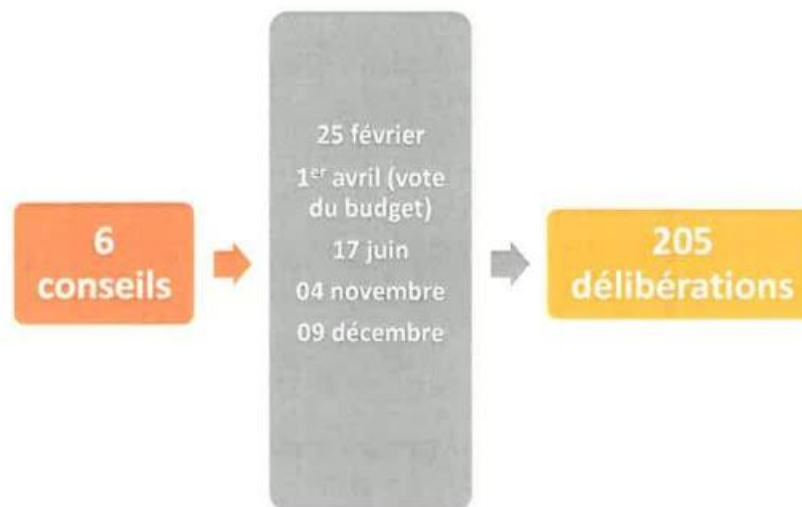 6
conseils
25 février
1er avril (vote
du budget)
17 juin
04 novembre
09 décembre
205
délibérations